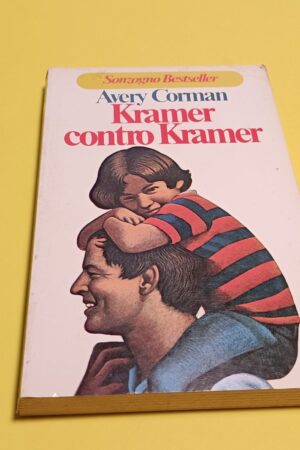 Sonzogno Bestseller
Avery Corman
Kramer
contro Kramer